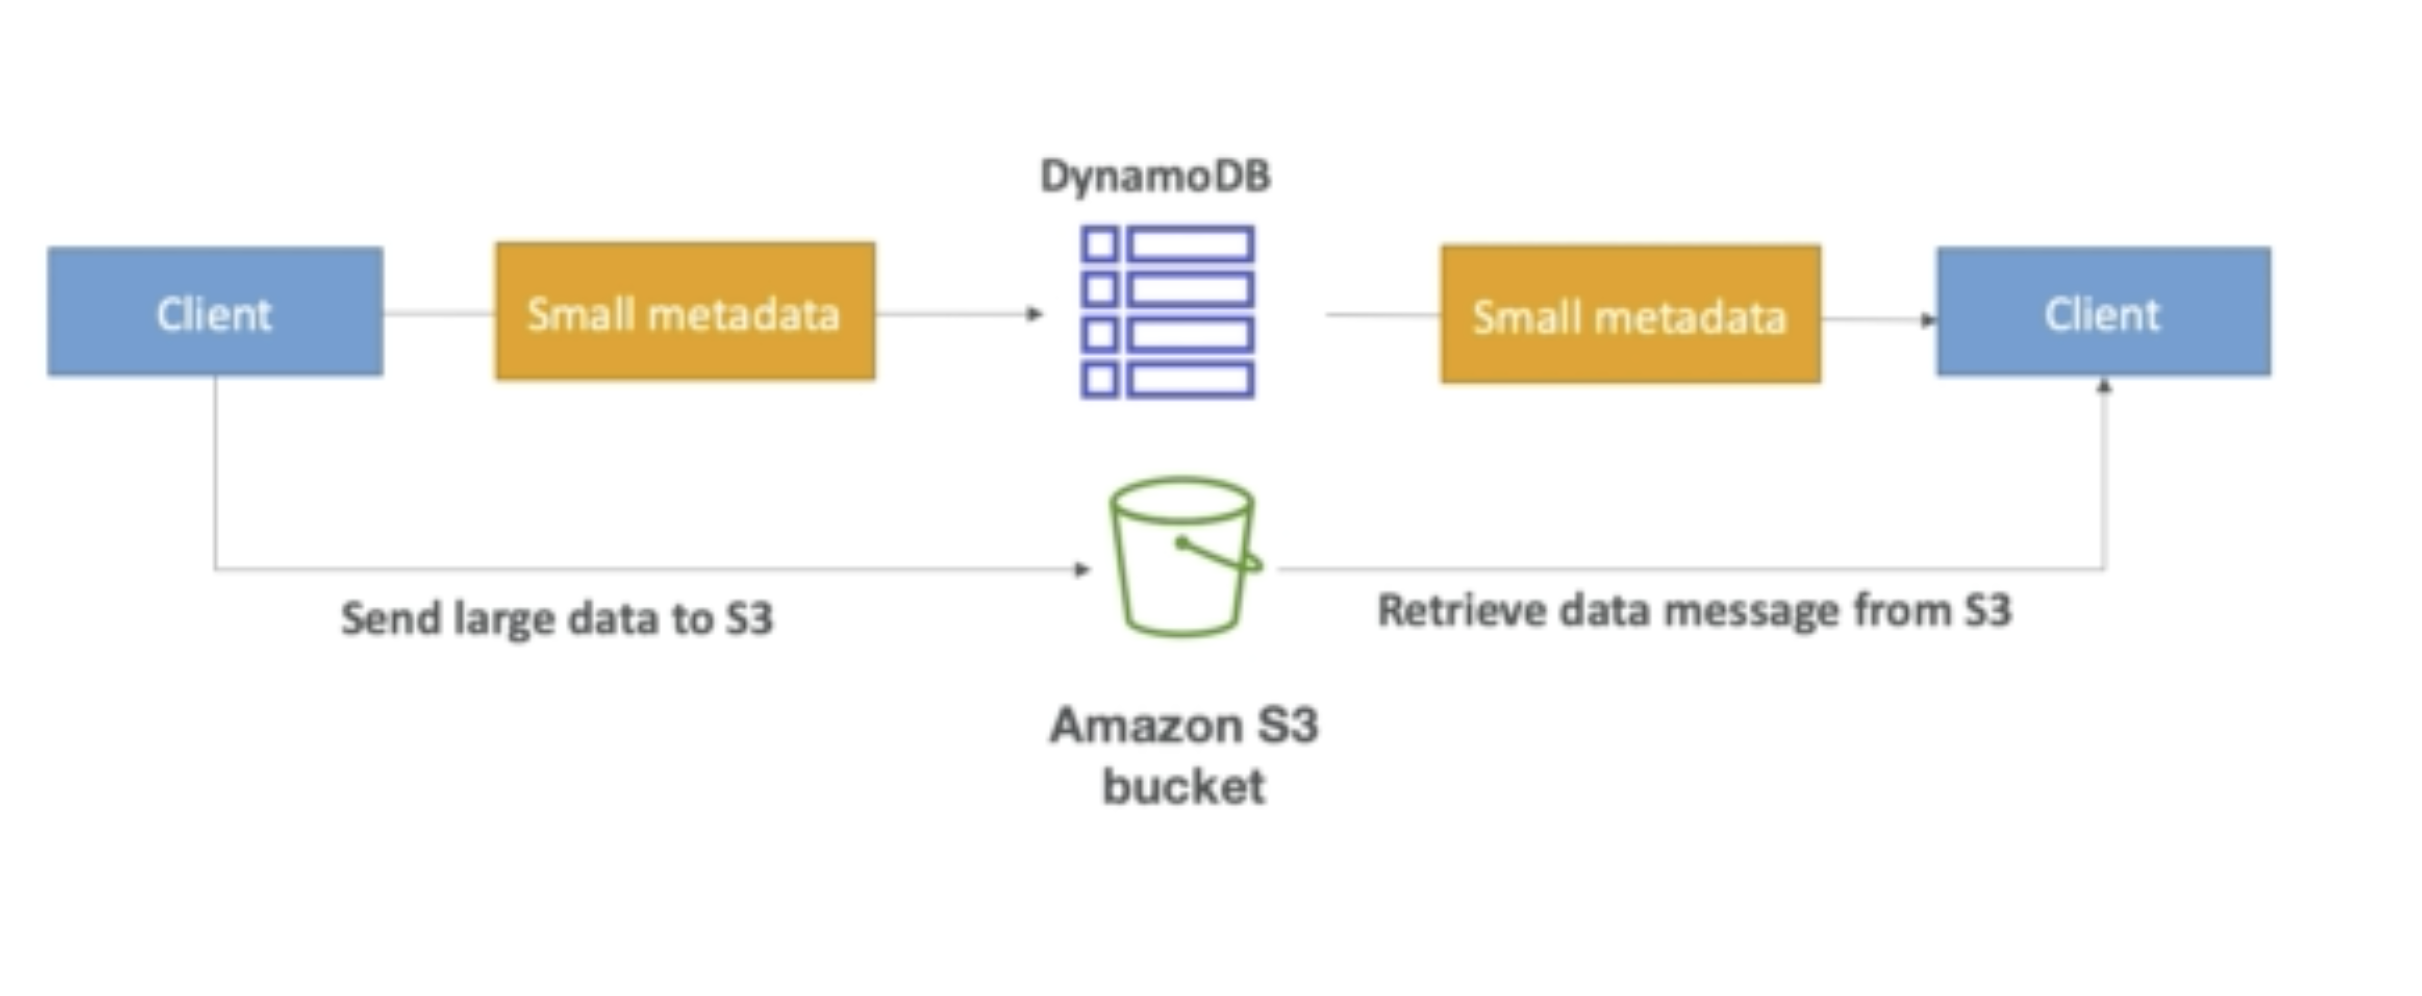 DynamoDB
Client
Small metadata
Small metadata
Client
Send large data to S3
Retrieve data message from S3
Amazon S3
bucket